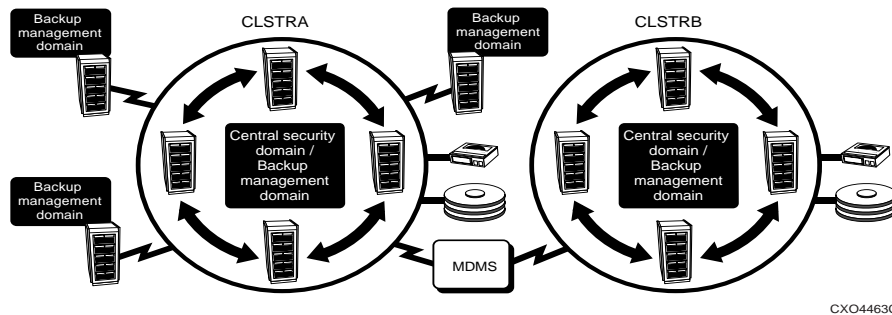 Backup
management
domain
CLSTRA
Backup
management
domain
CLSTRB
Central security
domain /
Backup
management
domain
Central security
domain /
Backup
management
domain
Backup
management
domain
MDMS